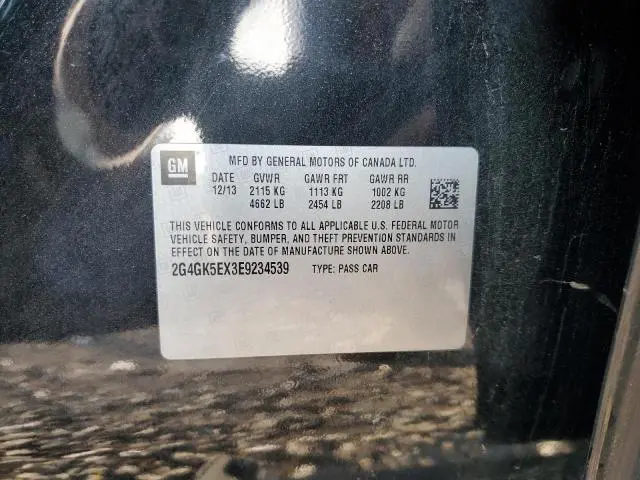 GM
MFD BY GENERAL MOTORS OF CANADA LTD.
DATE GVWR GAWR FRT GAWR RR
12/13 2115 KG 1113 KG 1002 KG
4662 LB 2454 LB 2208 LB
THIS VEHICLE CONFORMS TO ALL APPLICABLE U.S. FEDERAL MOTOR
VEHICLE SAFETY, BUMPER, AND THEFT PREVENTION STANDARDS IN
EFFECT ON THE DATE OF MANUFACTURE SHOWN ABOVE.
2G4GK5EX3E9234539 TYPE: PASS CAR